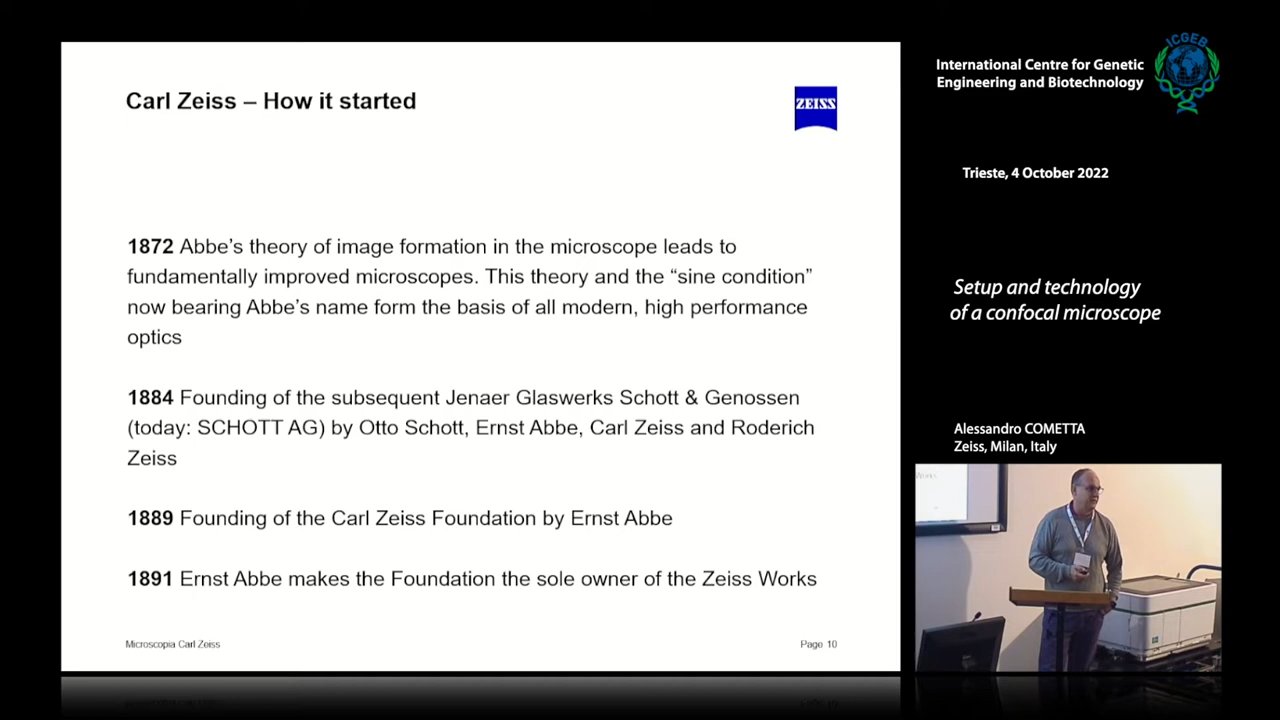 Carl Zeiss – How it started
ZEISS
1872 Abbe's theory of image formation in the microscope leads to
fundamentally improved microscopes. This theory and the “sine condition”
now bearing Abbe's name form the basis of all modern, high performance
optics
1884 Founding of the subsequent Jenaer Glaswerks Schott & Genossen
(today: SCHOTT AG) by Otto Schott, Ernst Abbe, Carl Zeiss and Roderich
Zeiss
1889 Founding of the Carl Zeiss Foundation by Ernst Abbe
1891 Ernst Abbe makes the Foundation the sole owner of the Zeiss Works
Microscopia Carl Zeiss
Page 10
International Centre for Genetic
Engineering and Biotechnology
ICGEB
Trieste, 4 October 2022
Setup and technology
of a confocal microscope
Alessandro COMETTA
Zeiss, Milan, Italy